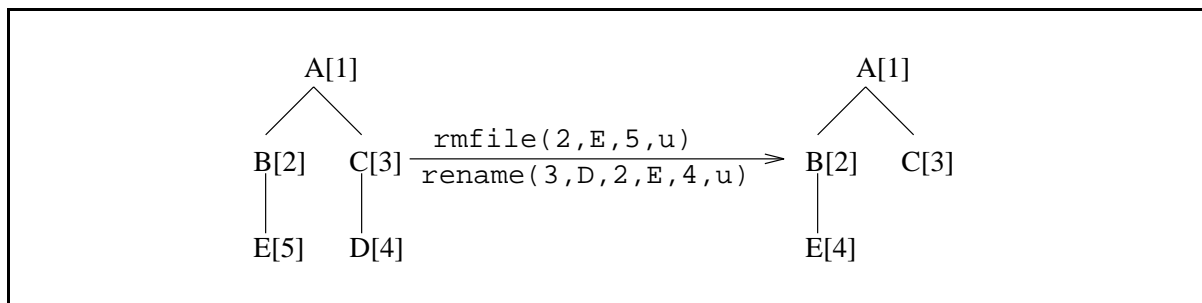 A[1] A[1]
rmfile(2,E,5,u)
B[2] C[3] B[2] C[3]
rename(3,D,2,E,4,u)
E[5] D[4] E[4]